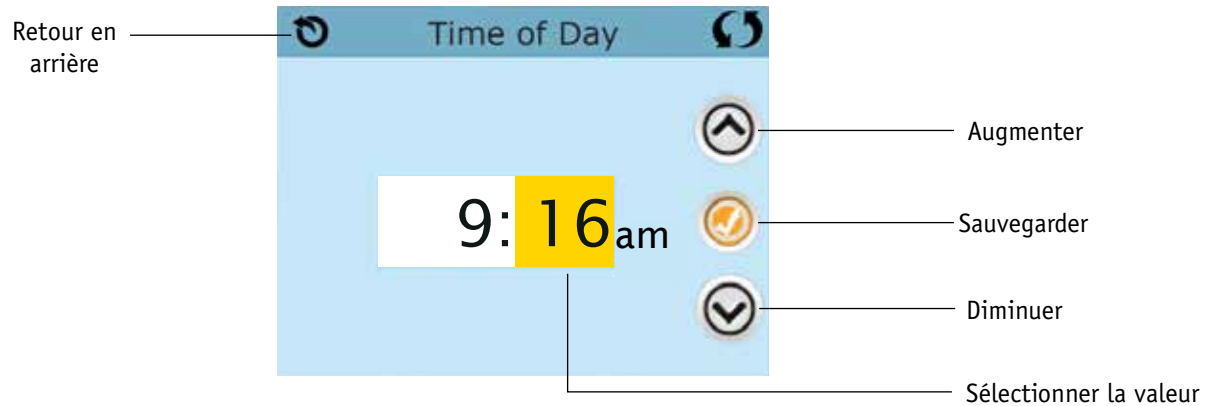 Retour en
arrière
Time of Day
Augmenter
9:16am
Sauvegarder
Diminuer
Sélectionner la valeur